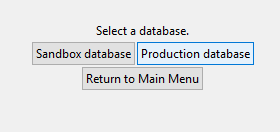 Select a database.
Sandbox database Production database
Return to Main Menu